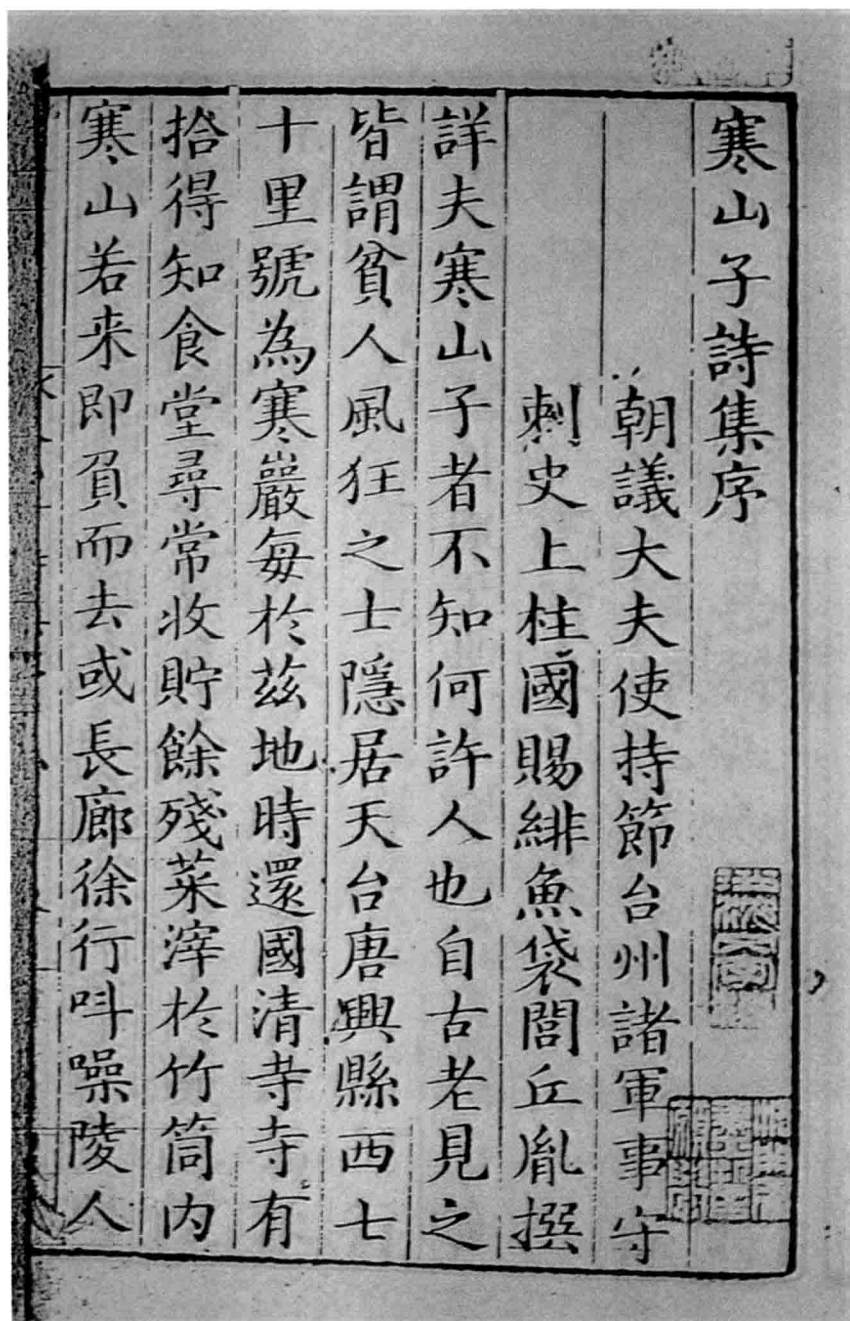 寒山子詩集序
朝議大夫使持節台州諸軍事守
刺史上柱國賜緋魚袋閭丘胤撰
詳夫寒山子者不知何許人也自古老見之
皆謂貧人風狂之士隱居天台唐興縣西七
十里號為寒巖每於茲地時還國清寺寺有
拾得知食堂尋常收貯餘殘菜滓於竹筒内
寒山若来即負而去或長廊徐行叫噪陵人